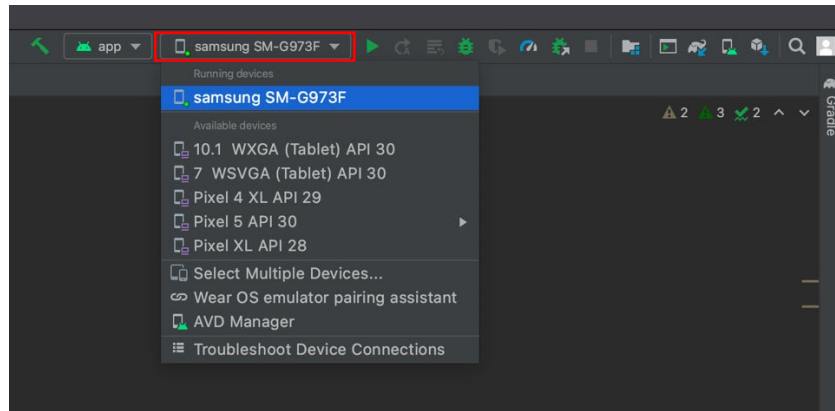 app
samsung SM-G973F
Running devices
samsung SM-G973F
Available devices
10.1 WXGA (Tablet) API 30
7 WSVGA (Tablet) API 30
Pixel 4 XL API 29
Pixel 5 API 30
Pixel XL API 28
Select Multiple Devices...
Wear OS emulator pairing assistant
AVD Manager
Troubleshoot Device Connections
2 3 2
Gradle